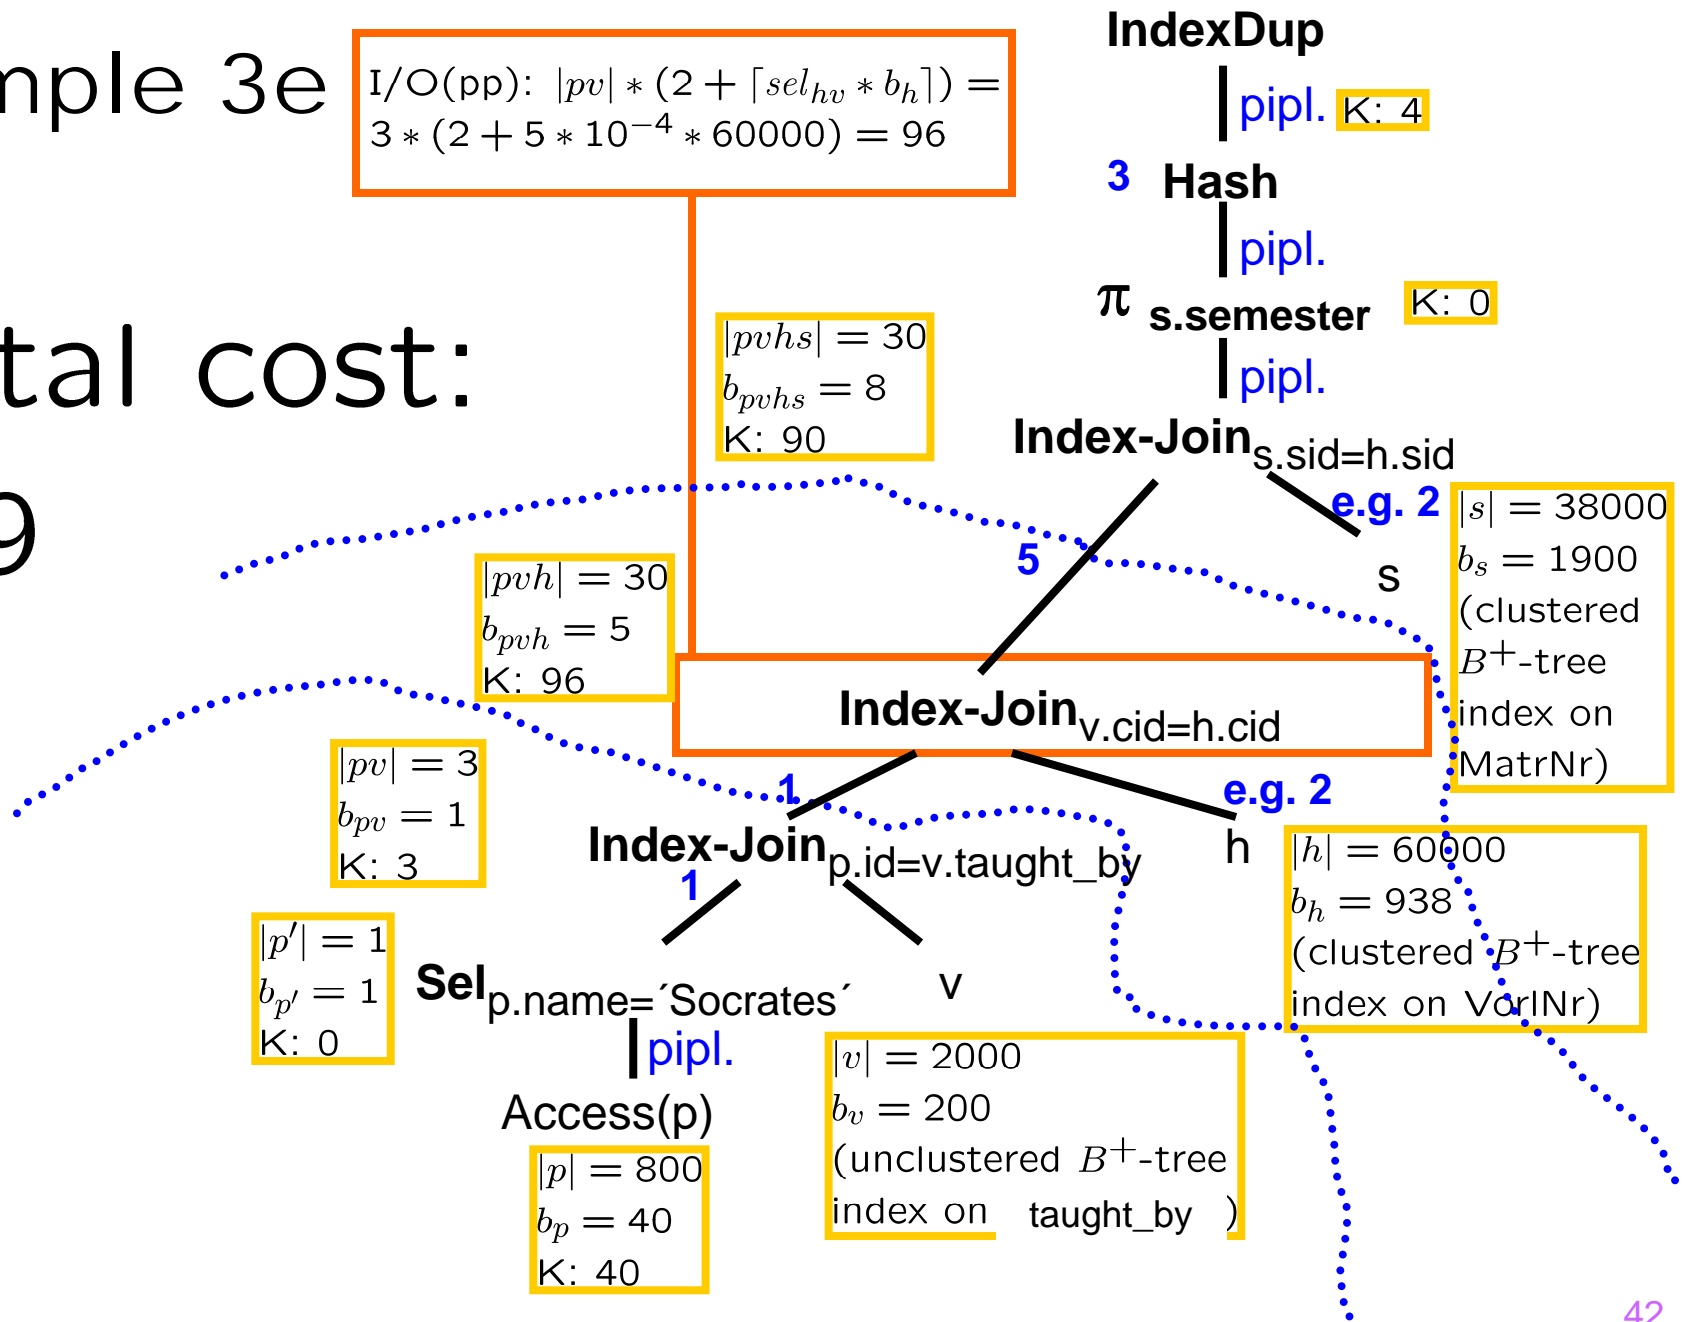 mple 3e
I/O(pp): |pv| ∗ (2 + ⌈sel_hv ∗ b_h⌉) =
3 ∗ (2 + 5 ∗ 10^−4 ∗ 60000) = 96
IndexDup
pipl.
K: 4
3 Hash
pipl.
π s.semester
K: 0
pipl.
tal cost:
9
|pvhs| = 30
b_pvhs = 8
K: 90
Index-Join s.sid=h.sid
e.g. 2
5
s
|s| = 38000
b_s = 1900
(clustered
B^+-tree
index on
MatrNr)
|pvh| = 30
b_pvh = 5
K: 96
Index-Join v.cid=h.cid
1
e.g. 2
h
|pv| = 3
b_pv = 1
K: 3
Index-Join p.id=v.taught_by
1
|h| = 60000
b_h = 938
(clustered B^+-tree
index on VorlNr)
|p′| = 1
b_p′ = 1
K: 0
Sel p.name=´Socrates´
v
pipl.
Access(p)
|v| = 2000
b_v = 200
(unclustered B^+-tree
index on taught_by )
|p| = 800
b_p = 40
K: 40
42